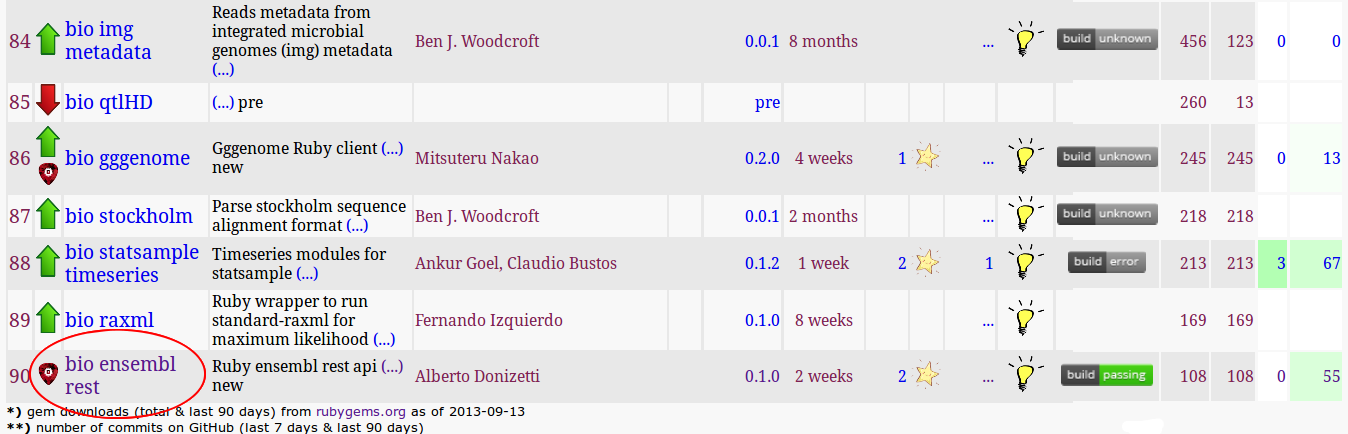 84 bio img metadata Reads metadata from integrated microbial genomes (img) metadata (...) Ben J. Woodcroft 0.0.1 8 months ... build unknown 456 123 0 0
85 bio qtlHD (...) pre pre 260 13
86 bio gggenome Gggenome Ruby client (...) new Mitsuteru Nakao 0.2.0 4 weeks 1 ... build unknown 245 245 0 13
87 bio stockholm Parse stockholm sequence alignment format (...) Ben J. Woodcroft 0.0.1 2 months ... build unknown 218 218
88 bio statsample timeseries Timeseries modules for statsample (...) Ankur Goel, Claudio Bustos 0.1.2 1 week 2 1 build error 213 213 3 67
89 bio raxml Ruby wrapper to run standard-raxml for maximum likelihood (...) Fernando Izquierdo 0.1.0 8 weeks ... 169 169
90 bio ensembl rest Ruby ensembl rest api (...) new Alberto Donizetti 0.1.0 2 weeks 2 ... build passing 108 108 0 55
*) gem downloads (total & last 90 days) from rubygems.org as of 2013-09-13
**) number of commits on GitHub (last 7 days & last 90 days)